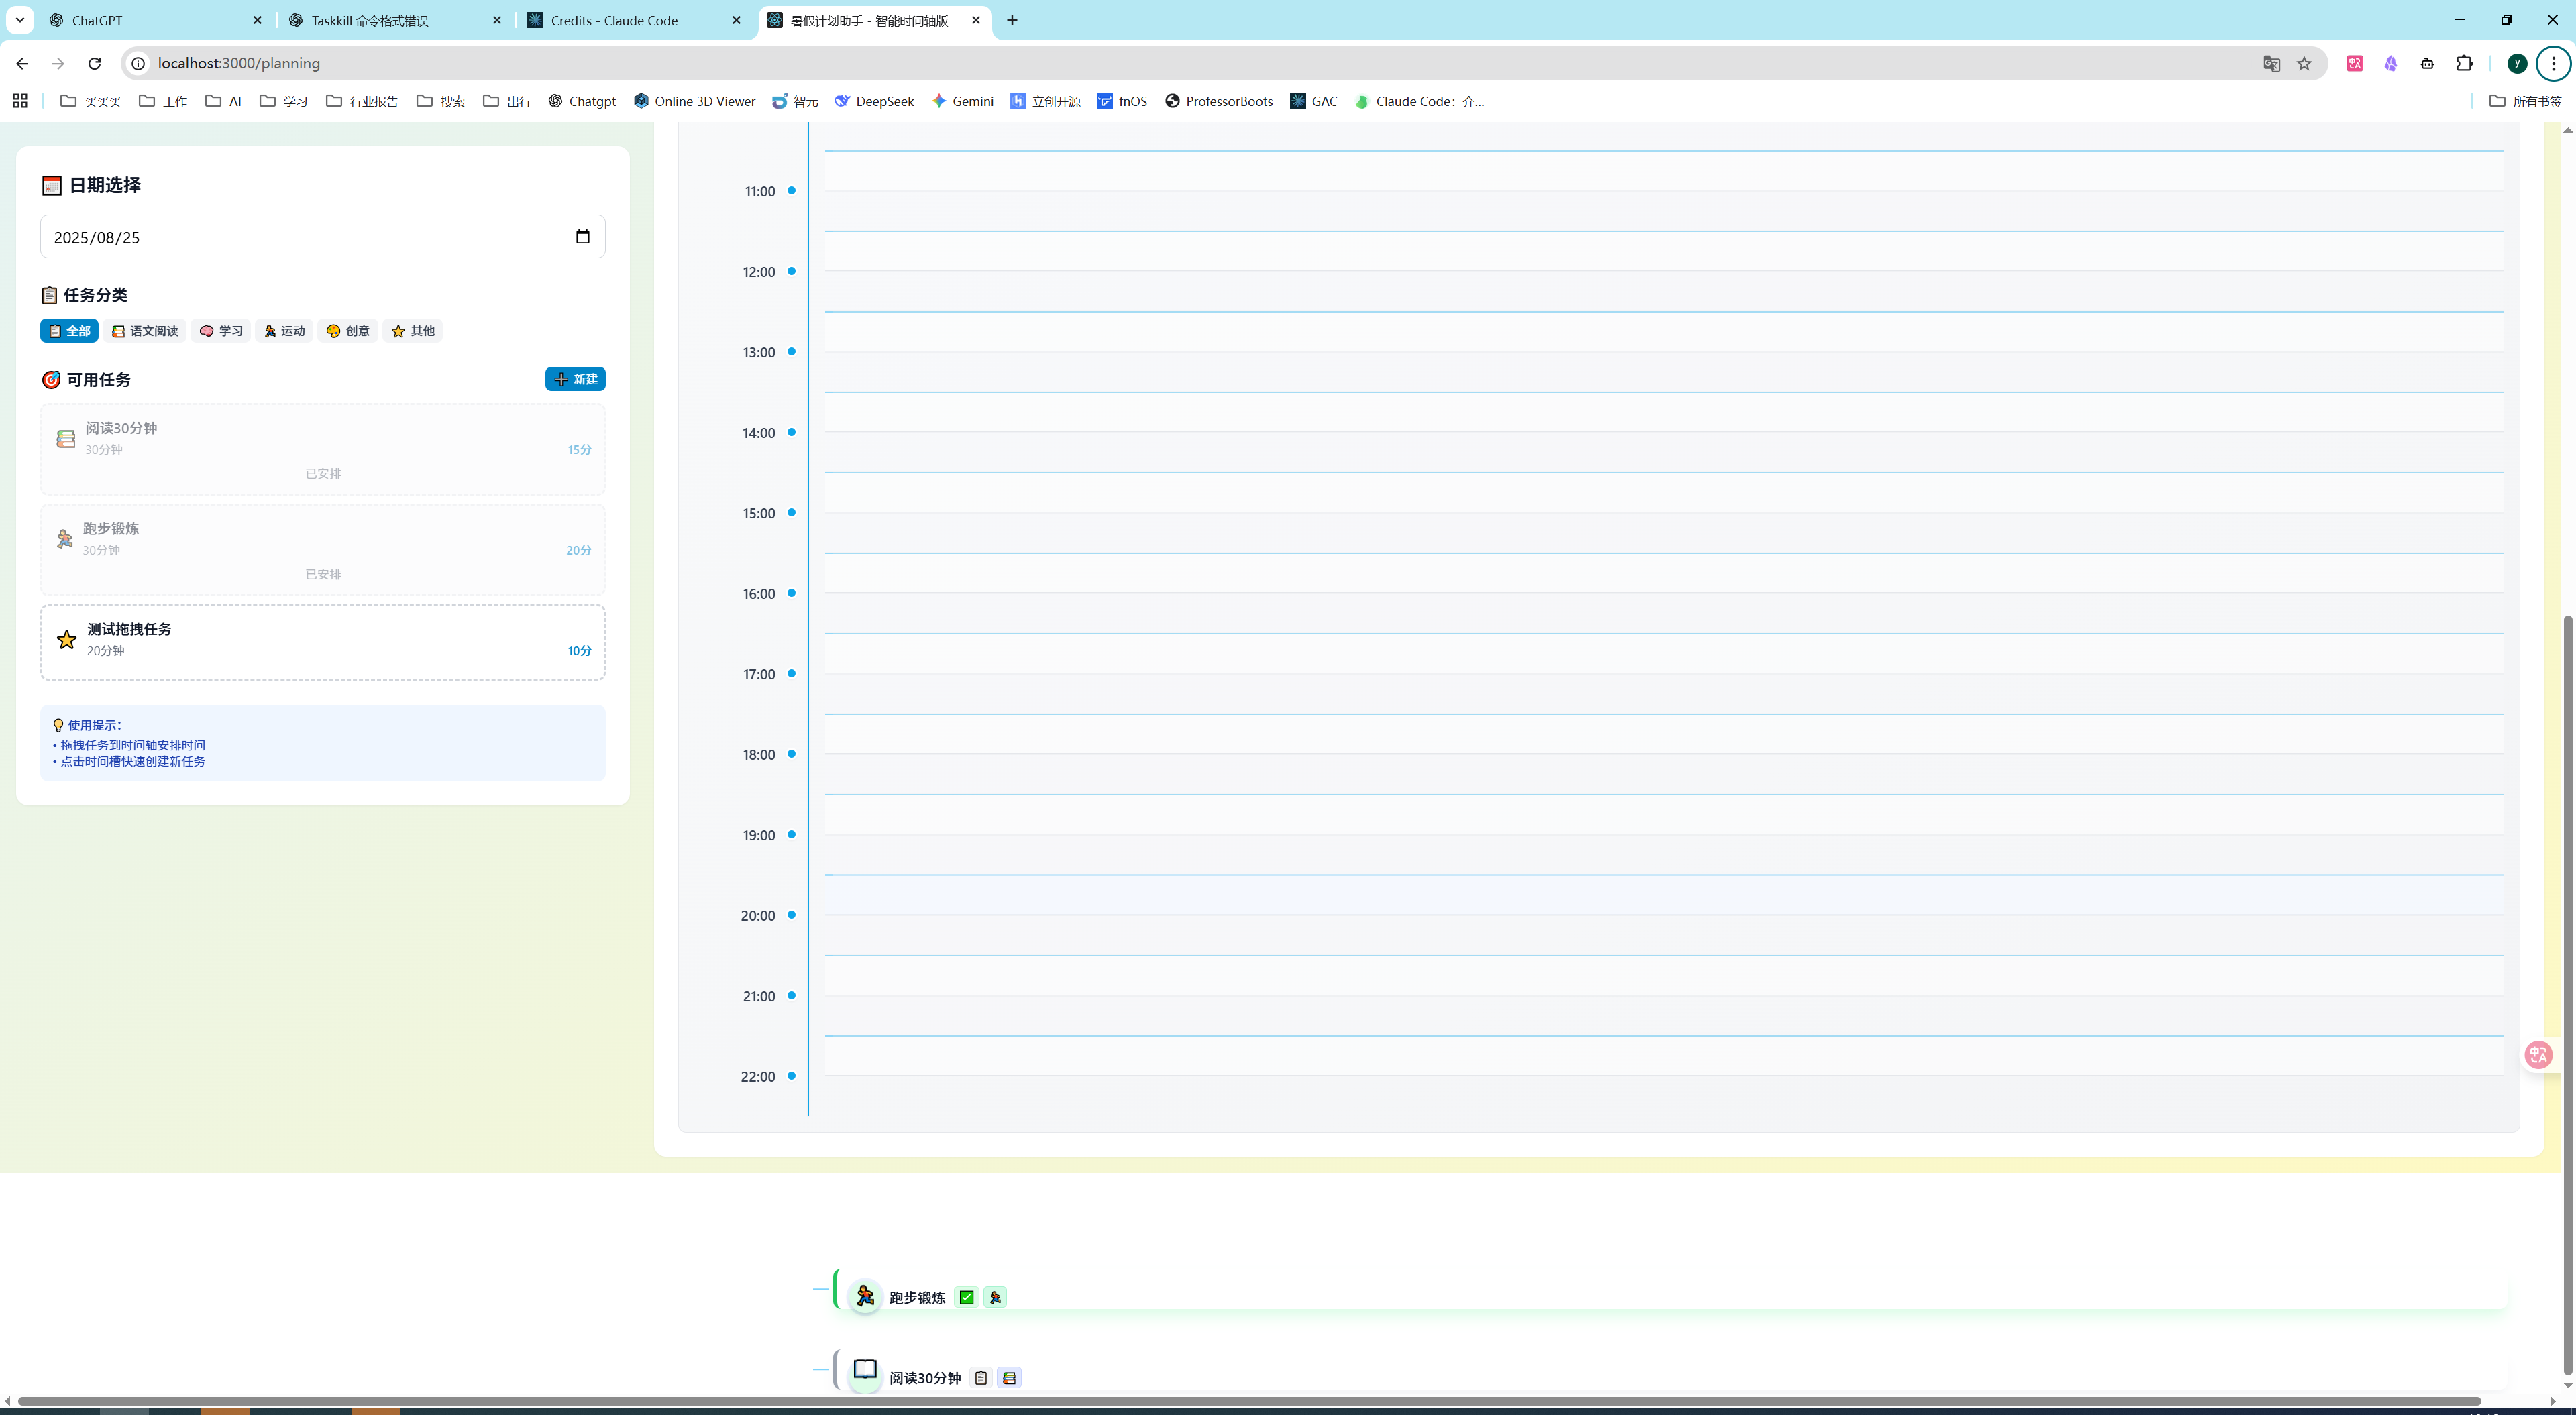 ChatGPT
Taskkill 命令格式错误
Credits - Claude Code
暑假计划助手 - 智能时间轴版
localhost:3000/planning
y
买买买
工作
AI
学习
行业报告
搜索
出行
Chatgpt
Online 3D Viewer
智元
DeepSeek
Gemini
立创开源
fnOS
ProfessorBoots
GAC
Claude Code：介...
所有书签
日期选择
2025/08/25
任务分类
全部
语文阅读
学习
运动
创意
其他
可用任务
新建
阅读30分钟
30分钟
15分
已安排
跑步锻炼
30分钟
20分
已安排
测试拖拽任务
20分钟
10分
使用提示：
• 拖拽任务到时间轴安排时间
• 点击时间槽快速创建新任务
11:00
12:00
13:00
14:00
15:00
16:00
17:00
18:00
19:00
20:00
21:00
22:00
跑步锻炼
阅读30分钟